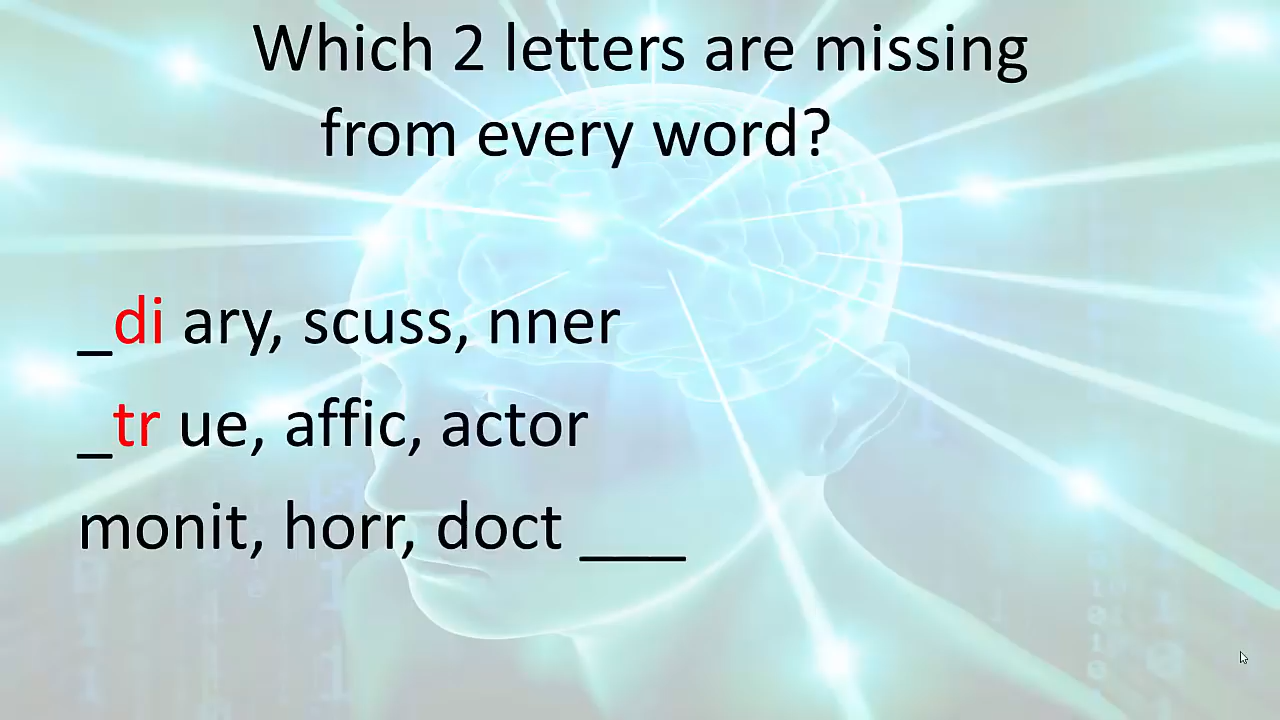 Which 2 letters are missing
from every word?
_di ary, scuss, nner
_tr ue, affic, actor
monit, horr, doct ___